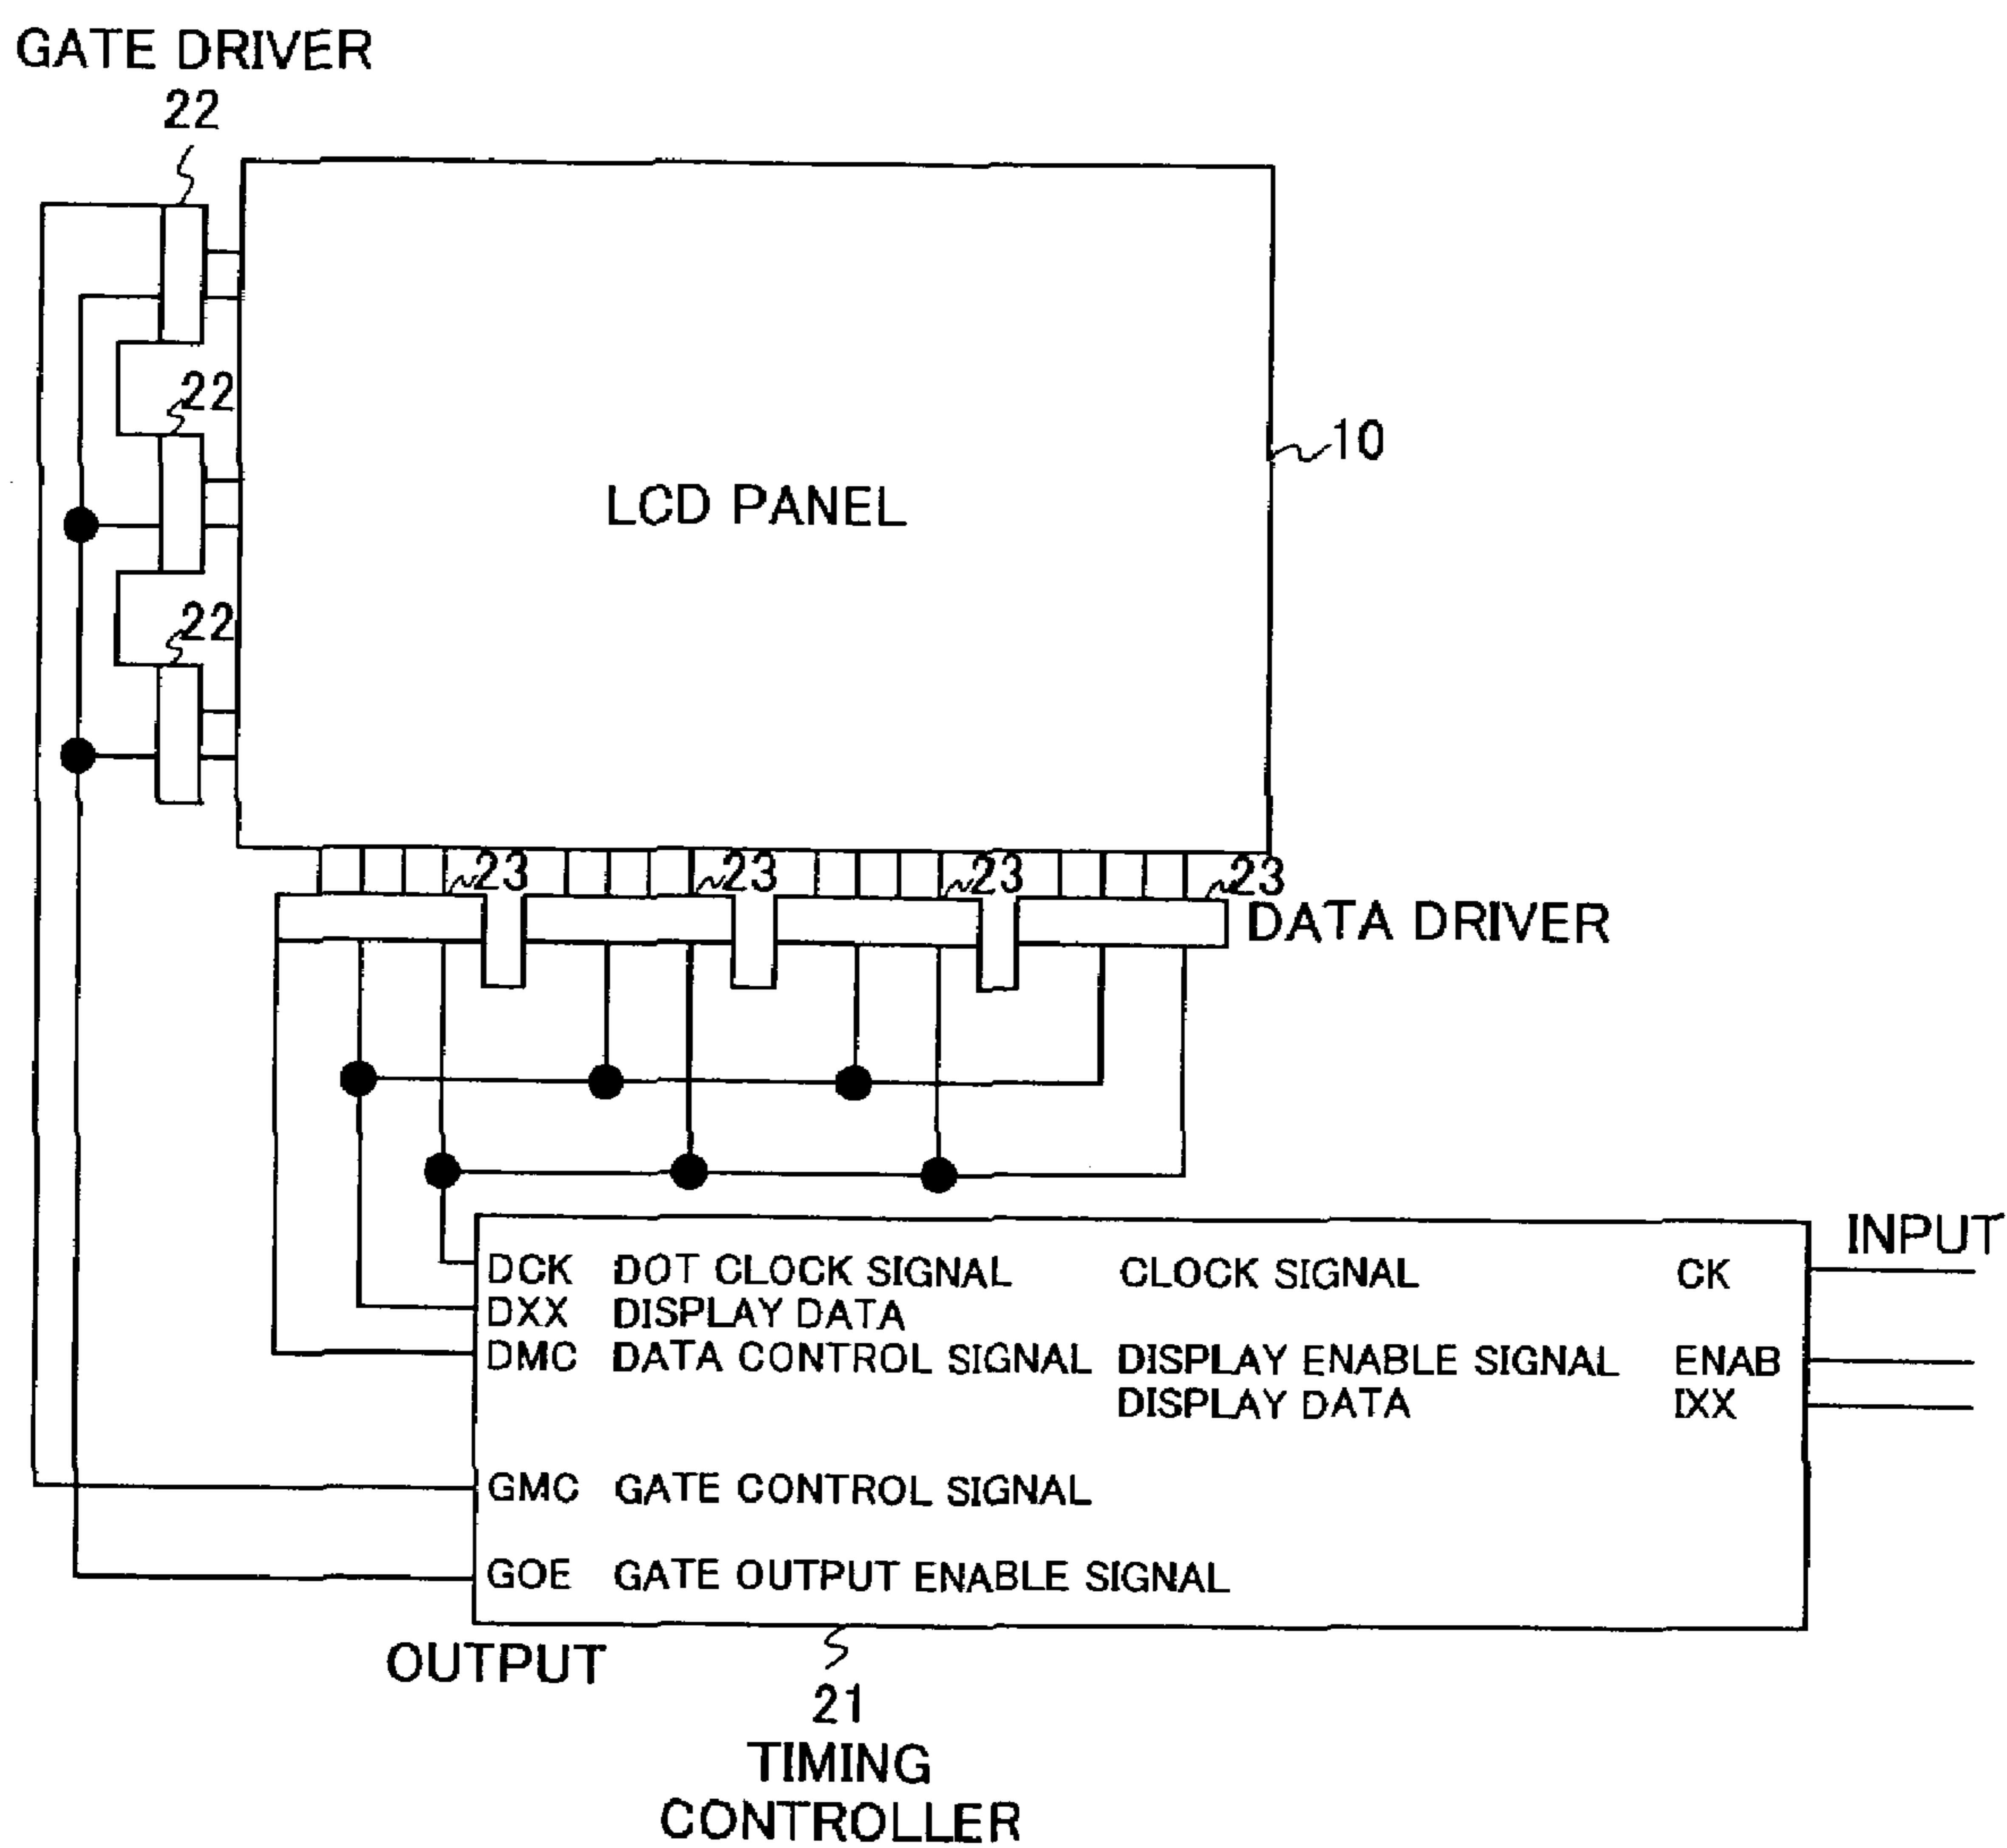 GATE DRIVER
22
22
22
LCD PANEL
10
23 23 23 23
DATA DRIVER
INPUT
DCK DOT CLOCK SIGNAL CLOCK SIGNAL CK
DXX DISPLAY DATA
DMC DATA CONTROL SIGNAL DISPLAY ENABLE SIGNAL ENAB
DISPLAY DATA IXX
GMC GATE CONTROL SIGNAL
GOE GATE OUTPUT ENABLE SIGNAL
OUTPUT
21
TIMING
CONTROLLER